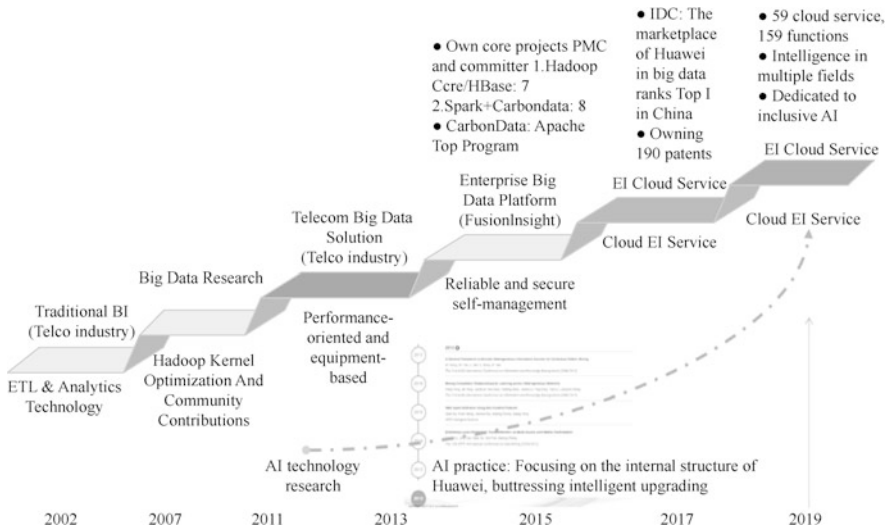 ● Own core projects PMC
and committer 1.Hadoop
Ccre/HBase: 7
2.Spark+Carbondata: 8
● CarbonData: Apache
Top Program
● IDC: The
marketplace
of Huawei
in big data
ranks Top I
in China
● Owning
190 patents
● 59 cloud service,
159 functions
● Intelligence in
multiple fields
● Dedicated to
inclusive AI
Traditional BI
(Telco industry)
Big Data Research
Telecom Big Data
Solution
(Telco industry)
Enterprise Big
Data Platform
(FusionInsight)
EI Cloud Service
EI Cloud Service
ETL & Analytics
Technology
Hadoop Kernel
Optimization And
Community
Contributions
Performance-
oriented and
equipment-
based
Reliable and secure
self-management
Cloud EI Service
Cloud EI Service
AI technology
research
AI practice: Focusing on the internal structure of
Huawei, buttressing intelligent upgrading
2002
2007
2011
2013
2015
2017
2019